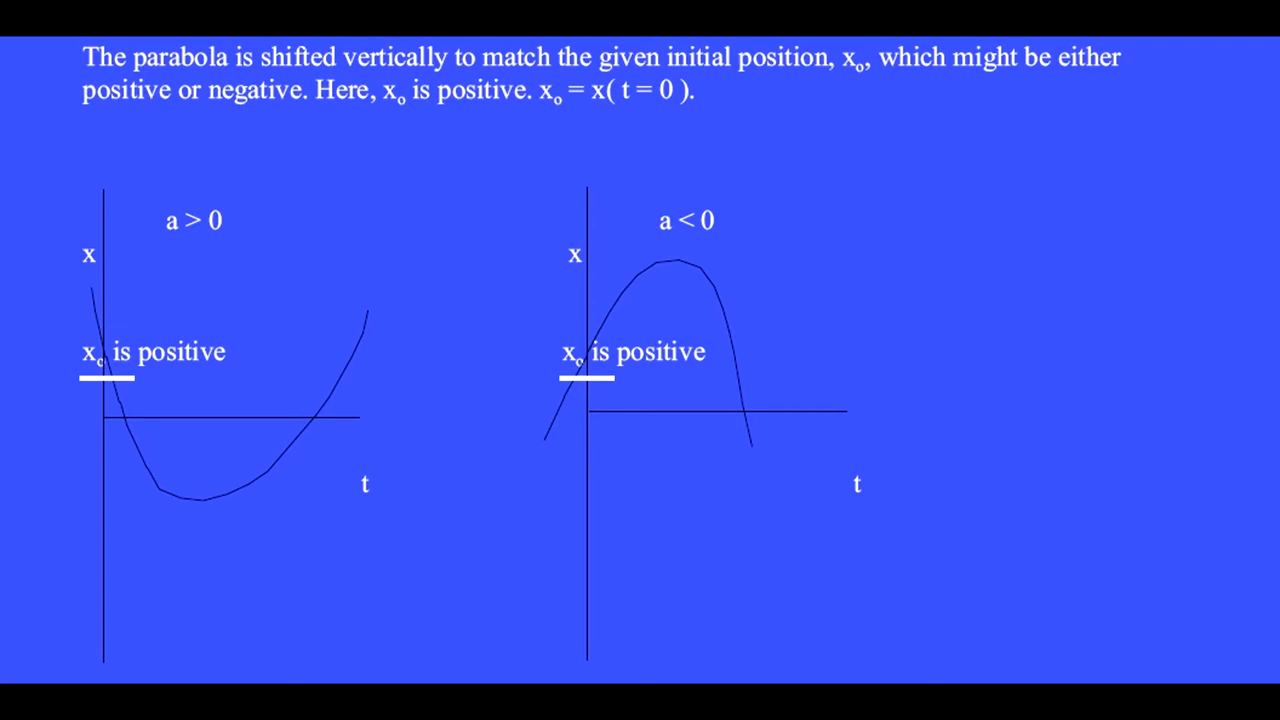 The parabola is shifted vertically to match the given initial position, xₒ, which might be either
positive or negative. Here, xₒ is positive. xₒ = x( t = 0 ).
a > 0
a < 0
x
x
xₒ is positive
xₒ is positive
t
t